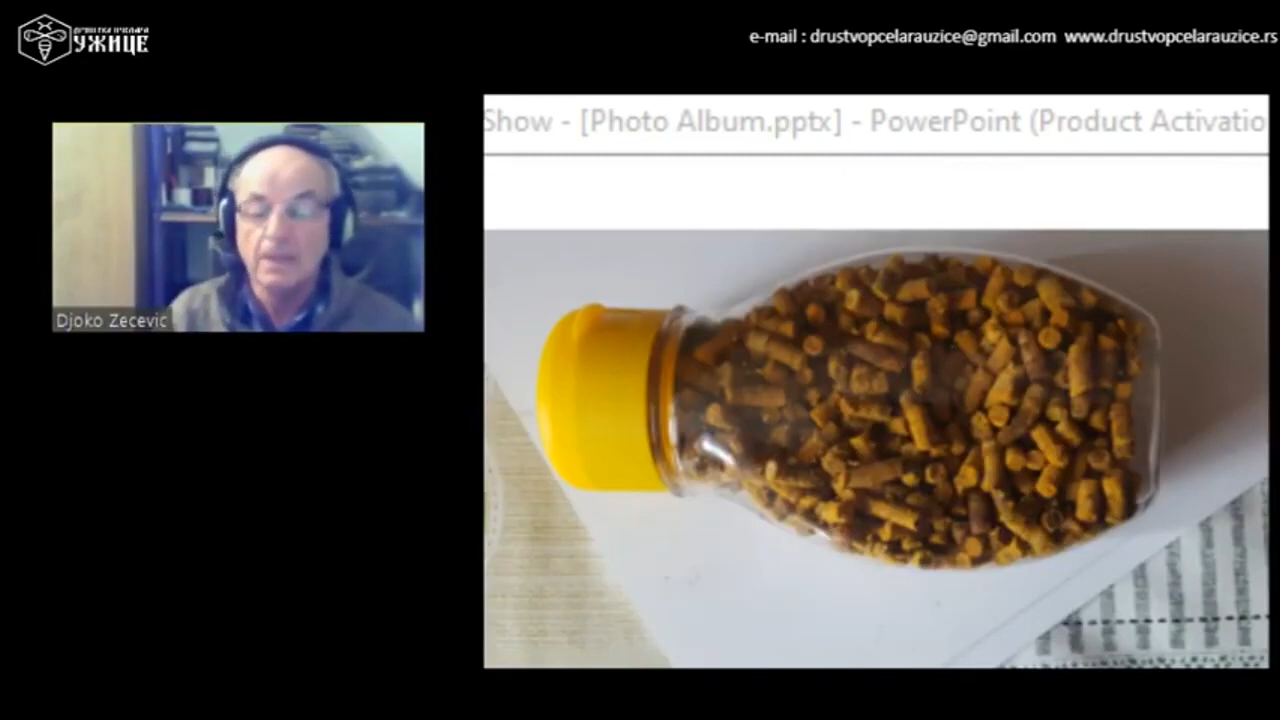 УЖИЦЕ
e-mail : drustvopcelarauzice@gmail.com www.drustvopcelarauzice.rs
Show - [Photo Album.pptx] - PowerPoint (Product Activatio
Djoko Zecevic